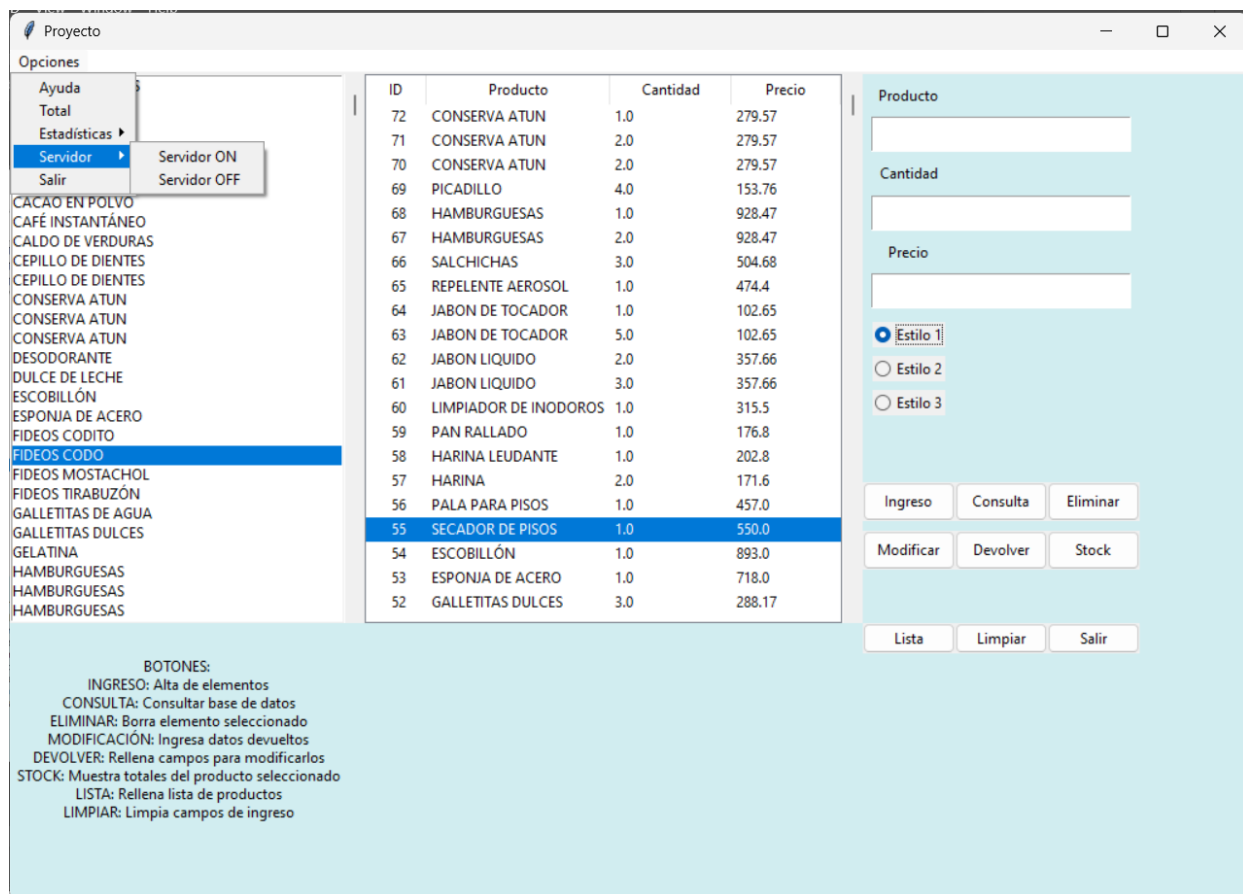 Proyecto
Opciones
Ayuda
Total
Estadísticas
Servidor
Salir
Servidor ON
Servidor OFF
CACAO EN POLVO
CAFÉ INSTANTÁNEO
CALDO DE VERDURAS
CEPILLO DE DIENTES
CEPILLO DE DIENTES
CONSERVA ATUN
CONSERVA ATUN
CONSERVA ATUN
DESODORANTE
DULCE DE LECHE
ESCOBILLÓN
ESPONJA DE ACERO
FIDEOS CODITO
FIDEOS CODO
FIDEOS MOSTACHOL
FIDEOS TIRABUZÓN
GALLETITAS DE AGUA
GALLETITAS DULCES
GELATINA
HAMBURGUESAS
HAMBURGUESAS
HAMBURGUESAS
ID Producto Cantidad Precio
72 CONSERVA ATUN 1.0 279.57
71 CONSERVA ATUN 2.0 279.57
70 CONSERVA ATUN 2.0 279.57
69 PICADILLO 4.0 153.76
68 HAMBURGUESAS 1.0 928.47
67 HAMBURGUESAS 2.0 928.47
66 SALCHICHAS 3.0 504.68
65 REPELENTE AEROSOL 1.0 474.4
64 JABON DE TOCADOR 1.0 102.65
63 JABON DE TOCADOR 5.0 102.65
62 JABON LIQUIDO 2.0 357.66
61 JABON LIQUIDO 3.0 357.66
60 LIMPIADOR DE INODOROS 1.0 315.5
59 PAN RALLADO 1.0 176.8
58 HARINA LEUDANTE 1.0 202.8
57 HARINA 2.0 171.6
56 PALA PARA PISOS 1.0 457.0
55 SECADOR DE PISOS 1.0 550.0
54 ESCOBILLÓN 1.0 893.0
53 ESPONJA DE ACERO 1.0 718.0
52 GALLETITAS DULCES 3.0 288.17
Producto
Cantidad
Precio
Estilo 1
Estilo 2
Estilo 3
Ingreso Consulta Eliminar
Modificar Devolver Stock
Lista Limpiar Salir
BOTONES:
INGRESO: Alta de elementos
CONSULTA: Consultar base de datos
ELIMINAR: Borra elemento seleccionado
MODIFICACIÓN: Ingresa datos devueltos
DEVOLVER: Rellena campos para modificarlos
STOCK: Muestra totales del producto seleccionado
LISTA: Rellena lista de productos
LIMPIAR: Limpia campos de ingreso